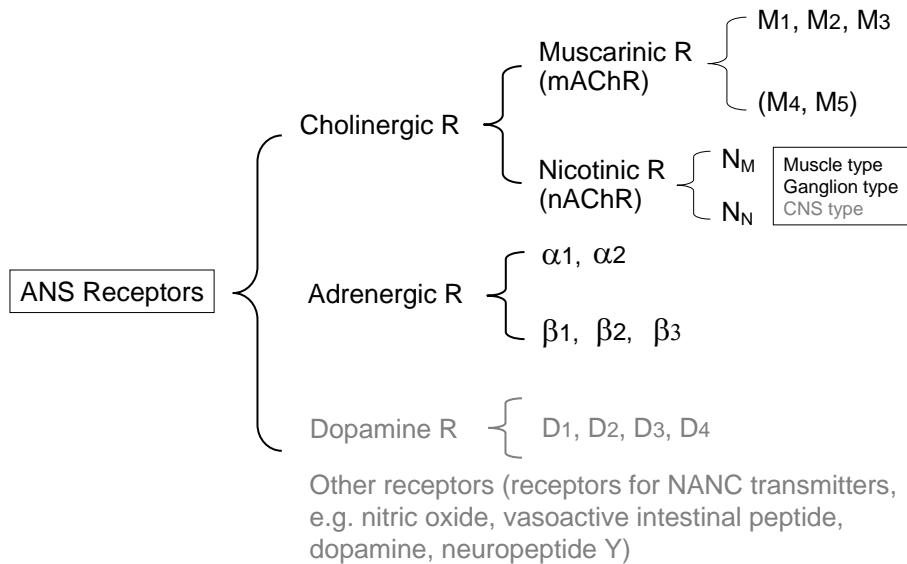 ANS Receptors
Cholinergic R
Muscarinic R
(mAChR)
M1, M2, M3
(M4, M5)
Nicotinic R
(nAChR)
NM
NN
Muscle type
Ganglion type
CNS type
Adrenergic R
α1, α2
β1, β2, β3
Dopamine R
D1, D2, D3, D4
Other receptors (receptors for NANC transmitters,
e.g. nitric oxide, vasoactive intestinal peptide,
dopamine, neuropeptide Y)